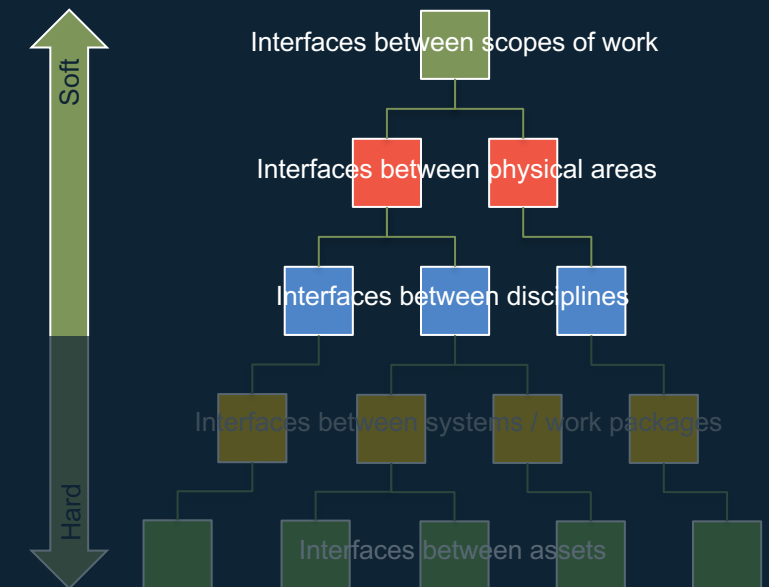 Soft
Interfaces between scopes of work
Interfaces between physical areas
Interfaces between disciplines
Interfaces between systems / work packages
Hard
Interfaces between assets